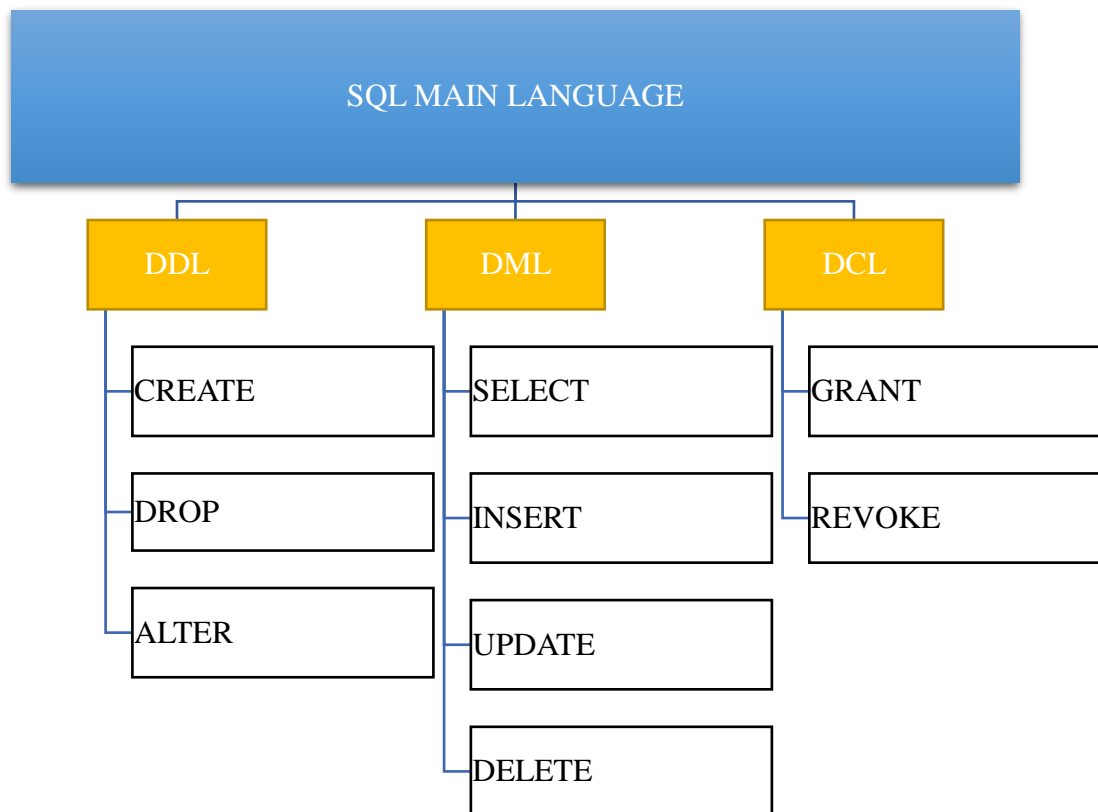 SQL MAIN LANGUAGE
DDL
CREATE
DROP
ALTER
DML
SELECT
INSERT
UPDATE
DELETE
DCL
GRANT
REVOKE